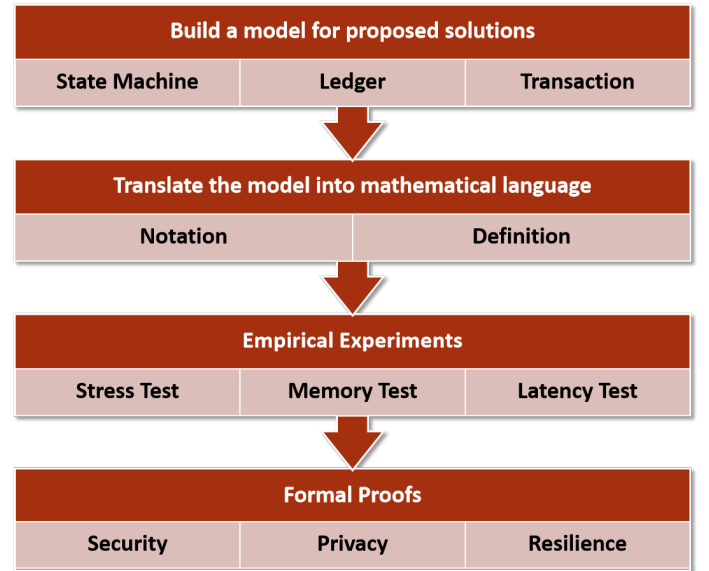 Build a model for proposed solutions
State Machine
Ledger
Transaction
Translate the model into mathematical language
Notation
Definition
Empirical Experiments
Stress Test
Memory Test
Latency Test
Formal Proofs
Security
Privacy
Resilience